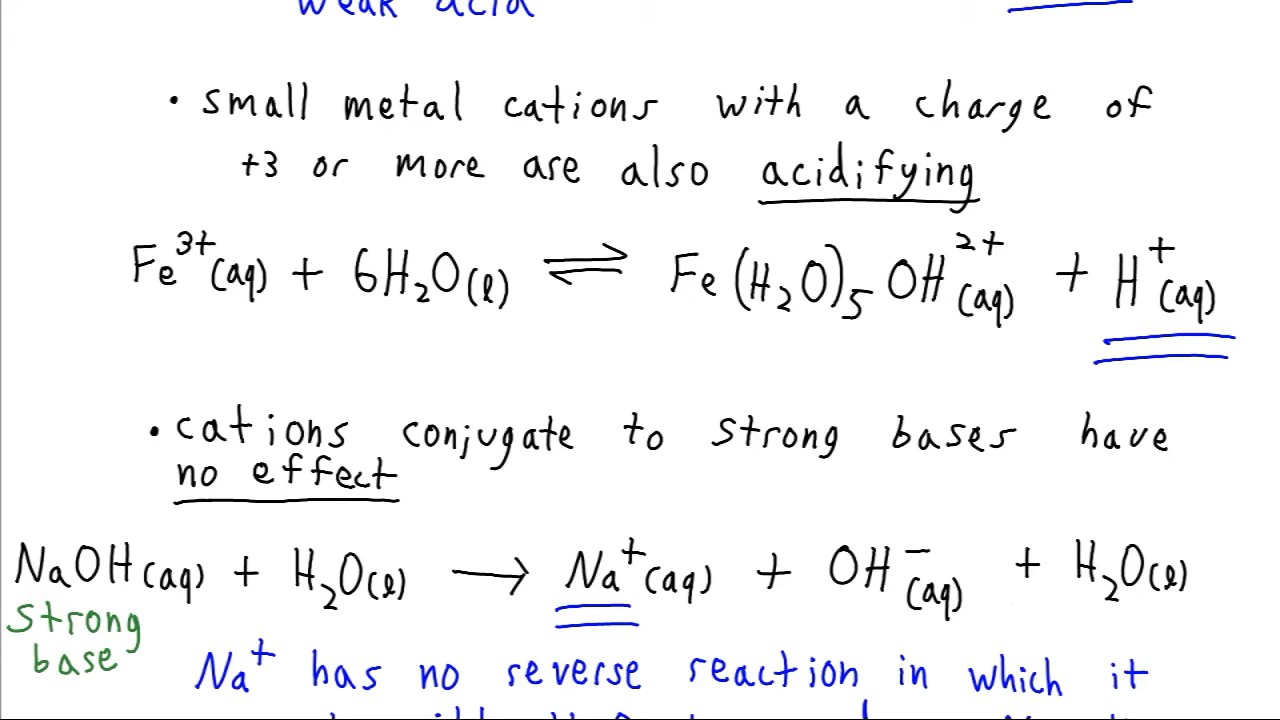 weak acid
• small metal cations with a charge of
+3 or more are also acidifying
Fe³⁺(aq) + 6H₂O(l) ⇌ Fe(H₂O)₅OH²⁺(aq) + H⁺(aq)
• cations conjugate to strong bases have
no effect
NaOH(aq) + H₂O(l) → Na⁺(aq) + OH⁻(aq) + H₂O(l)
strong
base
Na⁺ has no reverse reaction in which it